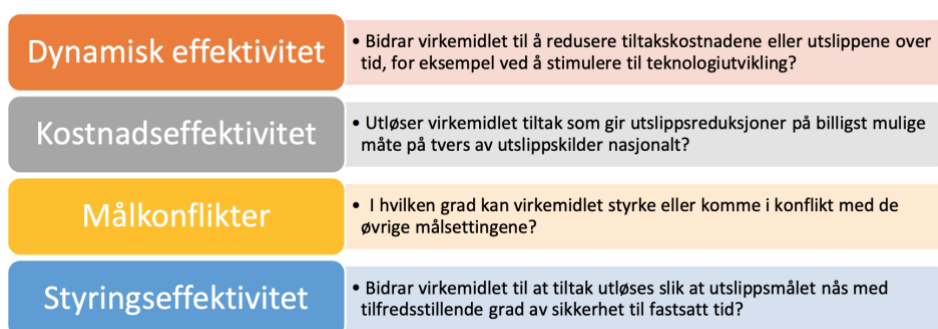 Dynamisk effektivitet
• Bidrar virkemidlet til å redusere tiltakskostnadene eller utslippene over
tid, for eksempel ved å stimulere til teknologiutvikling?
Kostnadseffektivitet
• Utløser virkemidlet tiltak som gir utslippsreduksjoner på billigst mulige
måte på tvers av utslippskilder nasjonalt?
Målkonflikter
• I hvilken grad kan virkemidlet styrke eller komme i konflikt med de
øvrige målsettingene?
Styringseffektivitet
• Bidrar virkemidlet til at tiltak utløses slik at utslippsmålet nås med
tilfredsstillende grad av sikkerhet til fastsatt tid?